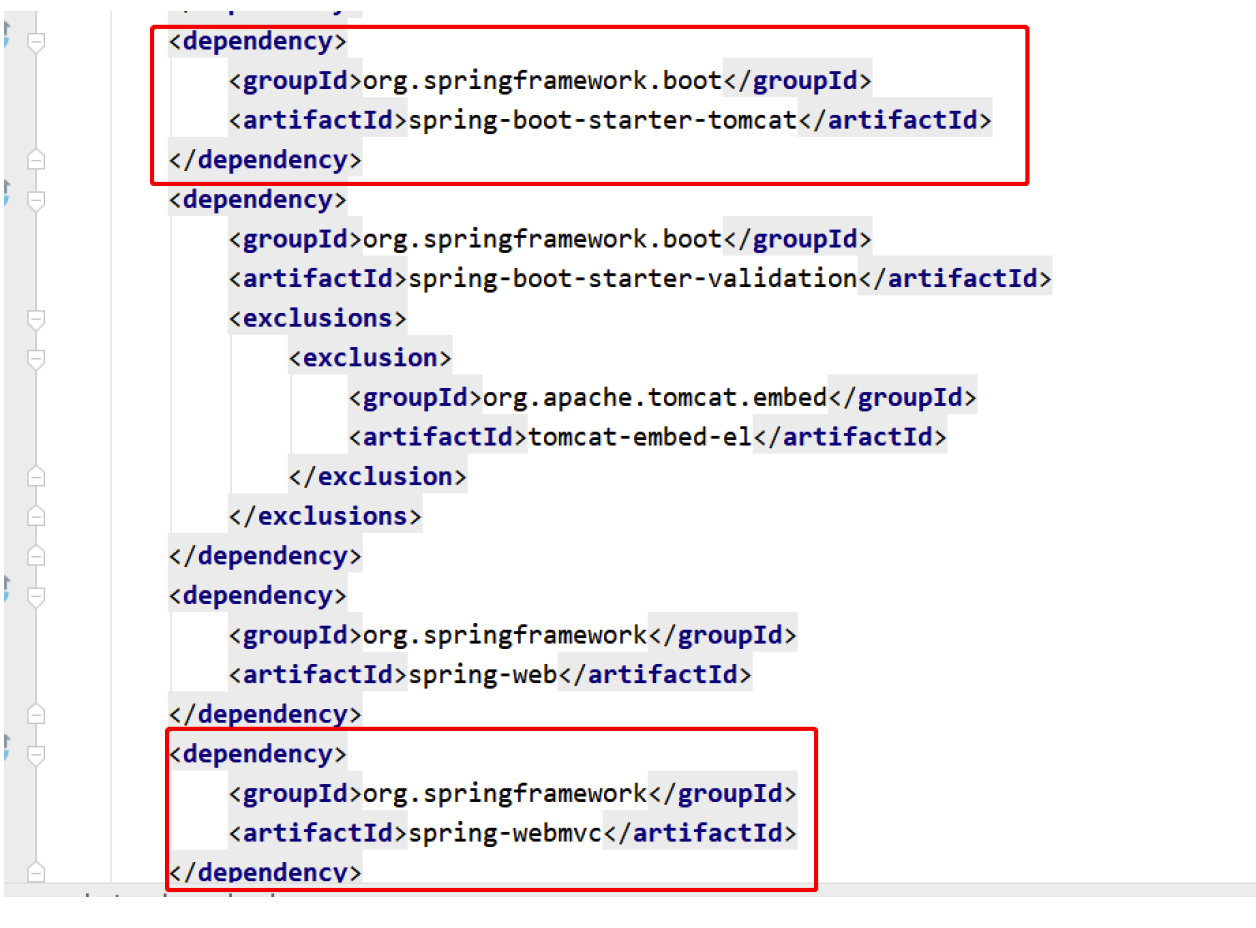 <dependency>
<groupId>org.springframework.boot</groupId>
<artifactId>spring-boot-starter-tomcat</artifactId>
</dependency>
<dependency>
<groupId>org.springframework.boot</groupId>
<artifactId>spring-boot-starter-validation</artifactId>
<exclusions>
<exclusion>
<groupId>org.apache.tomcat.embed</groupId>
<artifactId>tomcat-embed-el</artifactId>
</exclusion>
</exclusions>
</dependency>
<dependency>
<groupId>org.springframework</groupId>
<artifactId>spring-web</artifactId>
</dependency>
<dependency>
<groupId>org.springframework</groupId>
<artifactId>spring-webmvc</artifactId>
</dependency>